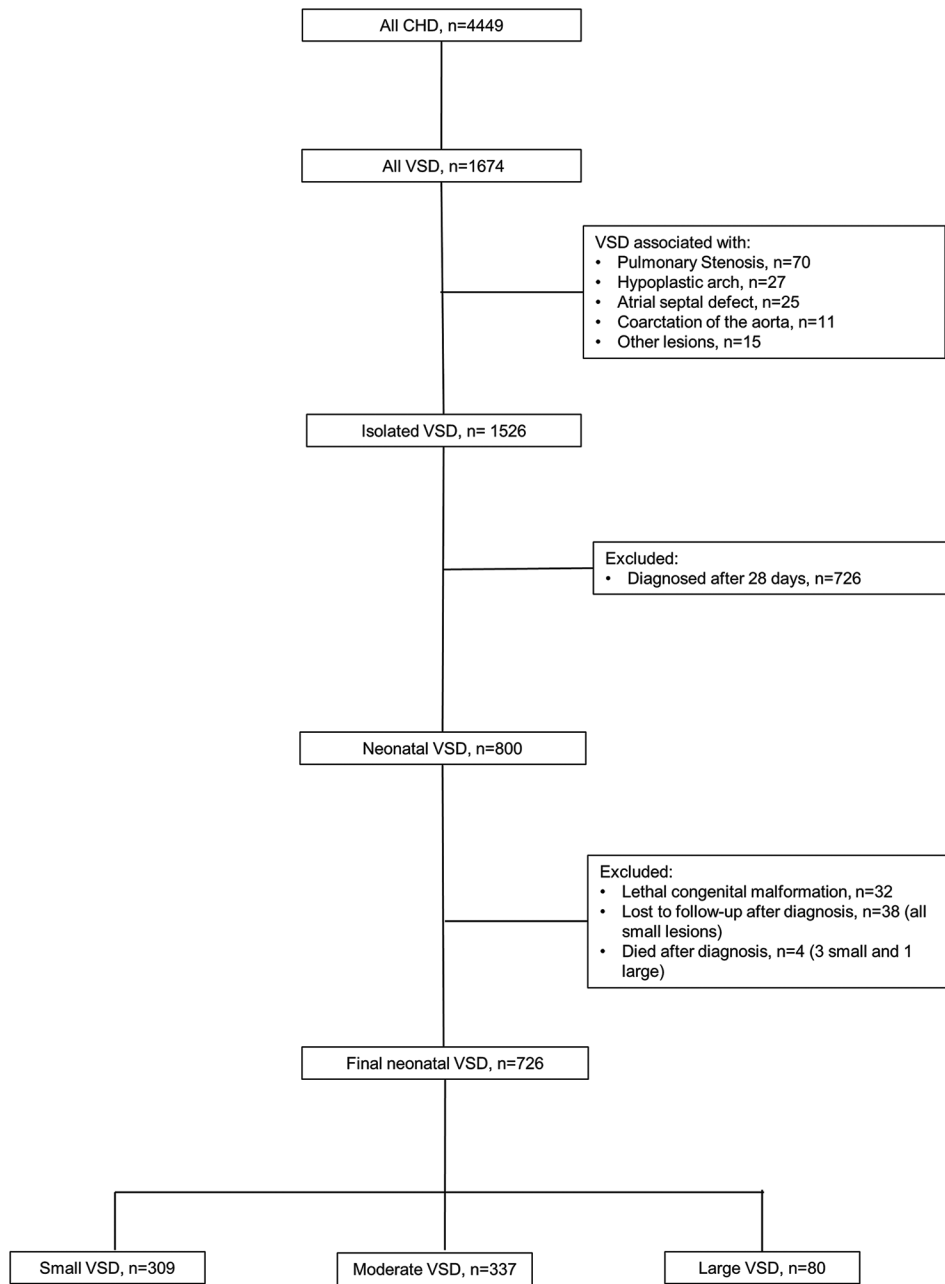 All CHD, n=4449
All VSD, n=1674
VSD associated with:
• Pulmonary Stenosis, n=70
• Hypoplastic arch, n=27
• Atrial septal defect, n=25
• Coarctation of the aorta, n=11
• Other lesions, n=15
Isolated VSD, n= 1526
Excluded:
• Diagnosed after 28 days, n=726
Neonatal VSD, n=800
Excluded:
• Lethal congenital malformation, n=32
• Lost to follow-up after diagnosis, n=38 (all
small lesions)
• Died after diagnosis, n=4 (3 small and 1
large)
Final neonatal VSD, n=726
Small VSD, n=309
Moderate VSD, n=337
Large VSD, n=80